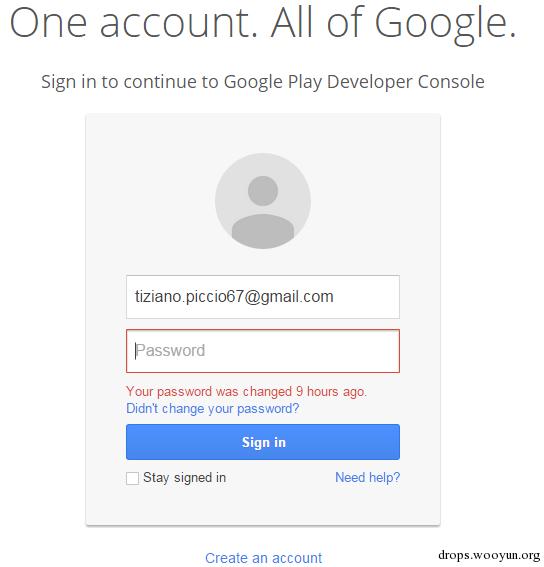 One account. All of Google.
Sign in to continue to Google Play Developer Console
tiziano.piccio67@gmail.com
Password
Your password was changed 9 hours ago.
Didn't change your password?
Sign in
Stay signed in Need help?
Create an account
drops.wooyun.org